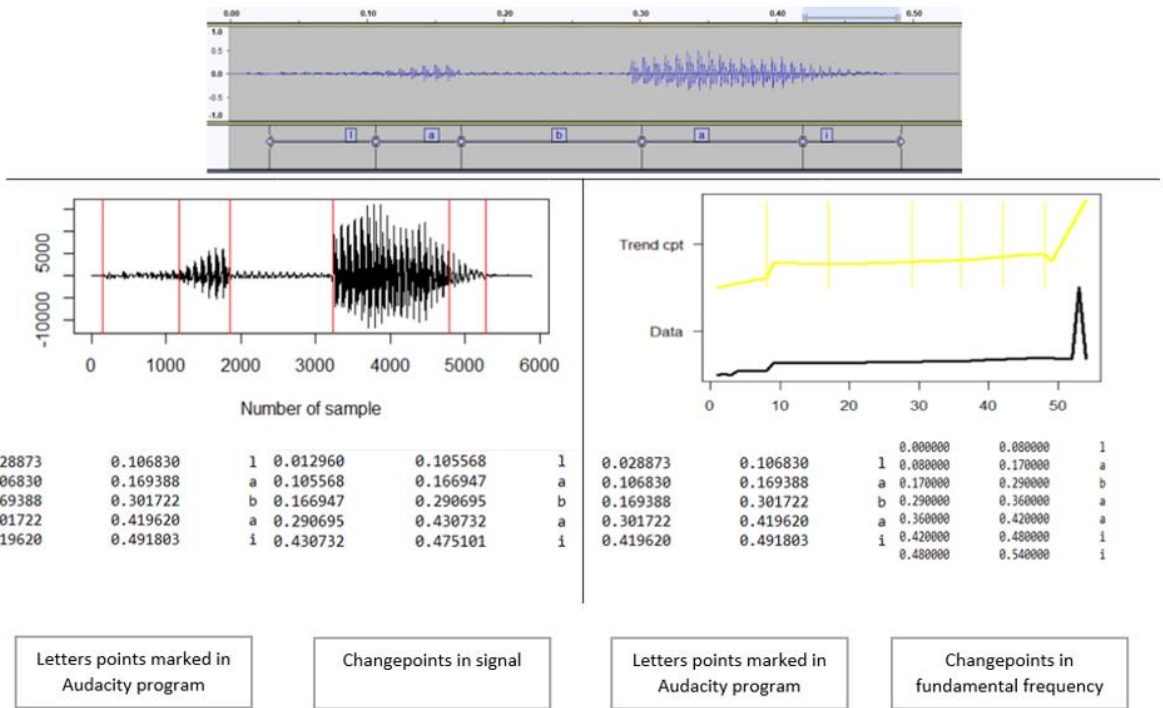 0.00 0.10 0.20 0.30 0.40 0.50
1.0
0.5
0.0
-0.5
-1.0
l a b a i
5000
-10000
0 1000 2000 3000 4000 5000 6000
Number of sample
28873 0.106830 l 0.012960 0.105568 l
06830 0.169388 a 0.105568 0.166947 a
69388 0.301722 b 0.166947 0.290695 b
01722 0.419620 a 0.290695 0.430732 a
19620 0.491803 i 0.430732 0.475101 i
Trend cpt
Data
0 10 20 30 40 50
0.028873 0.106830 l
0.106830 0.169388 a
0.169388 0.301722 b
0.301722 0.419620 a
0.419620 0.491803 i
0.000000 0.080000 l
0.080000 0.170000 a
0.170000 0.290000 b
0.290000 0.360000 a
0.360000 0.420000 a
0.420000 0.480000 i
0.480000 0.540000 i
Letters points marked in
Audacity program
Changepoints in signal
Letters points marked in
Audacity program
Changepoints in
fundamental frequency